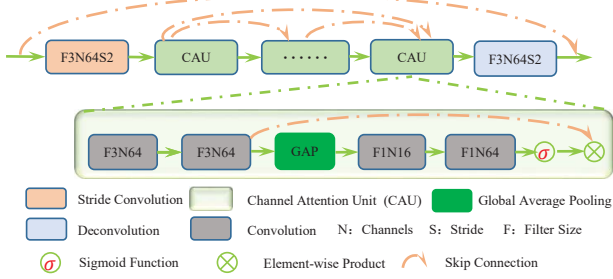 F3N64S2 CAU ...... CAU F3N64S2
F3N64 F3N64 GAP F1N16 F1N64 σ
Stride Convolution Channel Attention Unit (CAU) Global Average Pooling
Deconvolution Convolution N: Channels S: Stride F: Filter Size
σ Sigmoid Function Element-wise Product Skip Connection